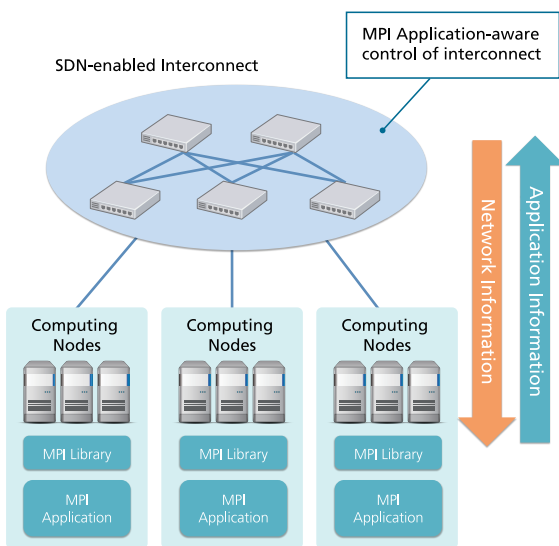 MPI Application-aware
control of interconnect
SDN-enabled Interconnect
Network Information
Application Information
Computing
Nodes
MPI Library
MPI
Application
Computing
Nodes
MPI Library
MPI
Application
Computing
Nodes
MPI Library
MPI
Application